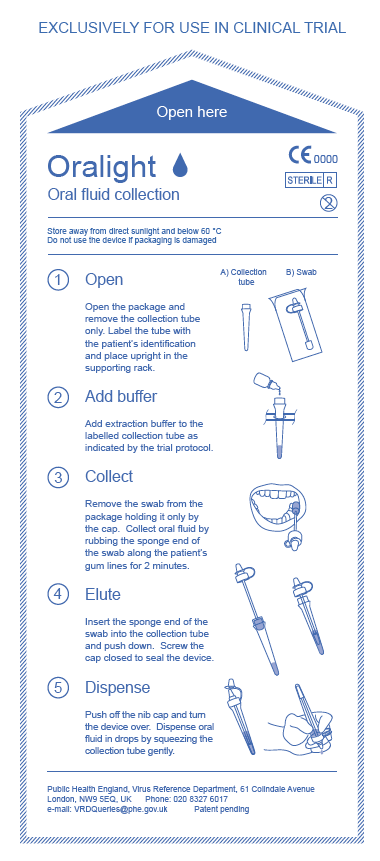 EXCLUSIVELY FOR USE IN CLINICAL TRIAL
Open here
Oralight
CE 0000
STERILE R
2
Oral fluid collection
Store away from direct sunlight and below 60 °C
Do not use the device if packaging is damaged
A) Collection
tube
B) Swab
1 Open
Open the package and
remove the collection tube
only. Label the tube with
the patient's identification
and place upright in the
supporting rack.
2 Add buffer
Add extraction buffer to the
labelled collection tube as
indicated by the trial protocol.
3 Collect
Remove the swab from the
package holding it only by
the cap. Collect oral fluid by
rubbing the sponge end of
the swab along the patient's
gum lines for 2 minutes.
4 Elute
Insert the sponge end of the
swab into the collection tube
and push down. Screw the
cap closed to seal the device.
5 Dispense
Push off the nib cap and turn
the device over. Dispense oral
fluid in drops by squeezing the
collection tube gently.
Public Health England, Virus Reference Department, 61 Colindale Avenue
London, NW9 5EQ, UK Phone: 020 8327 6017
e-mail: VRDQueries@phe.gov.uk Patent pending